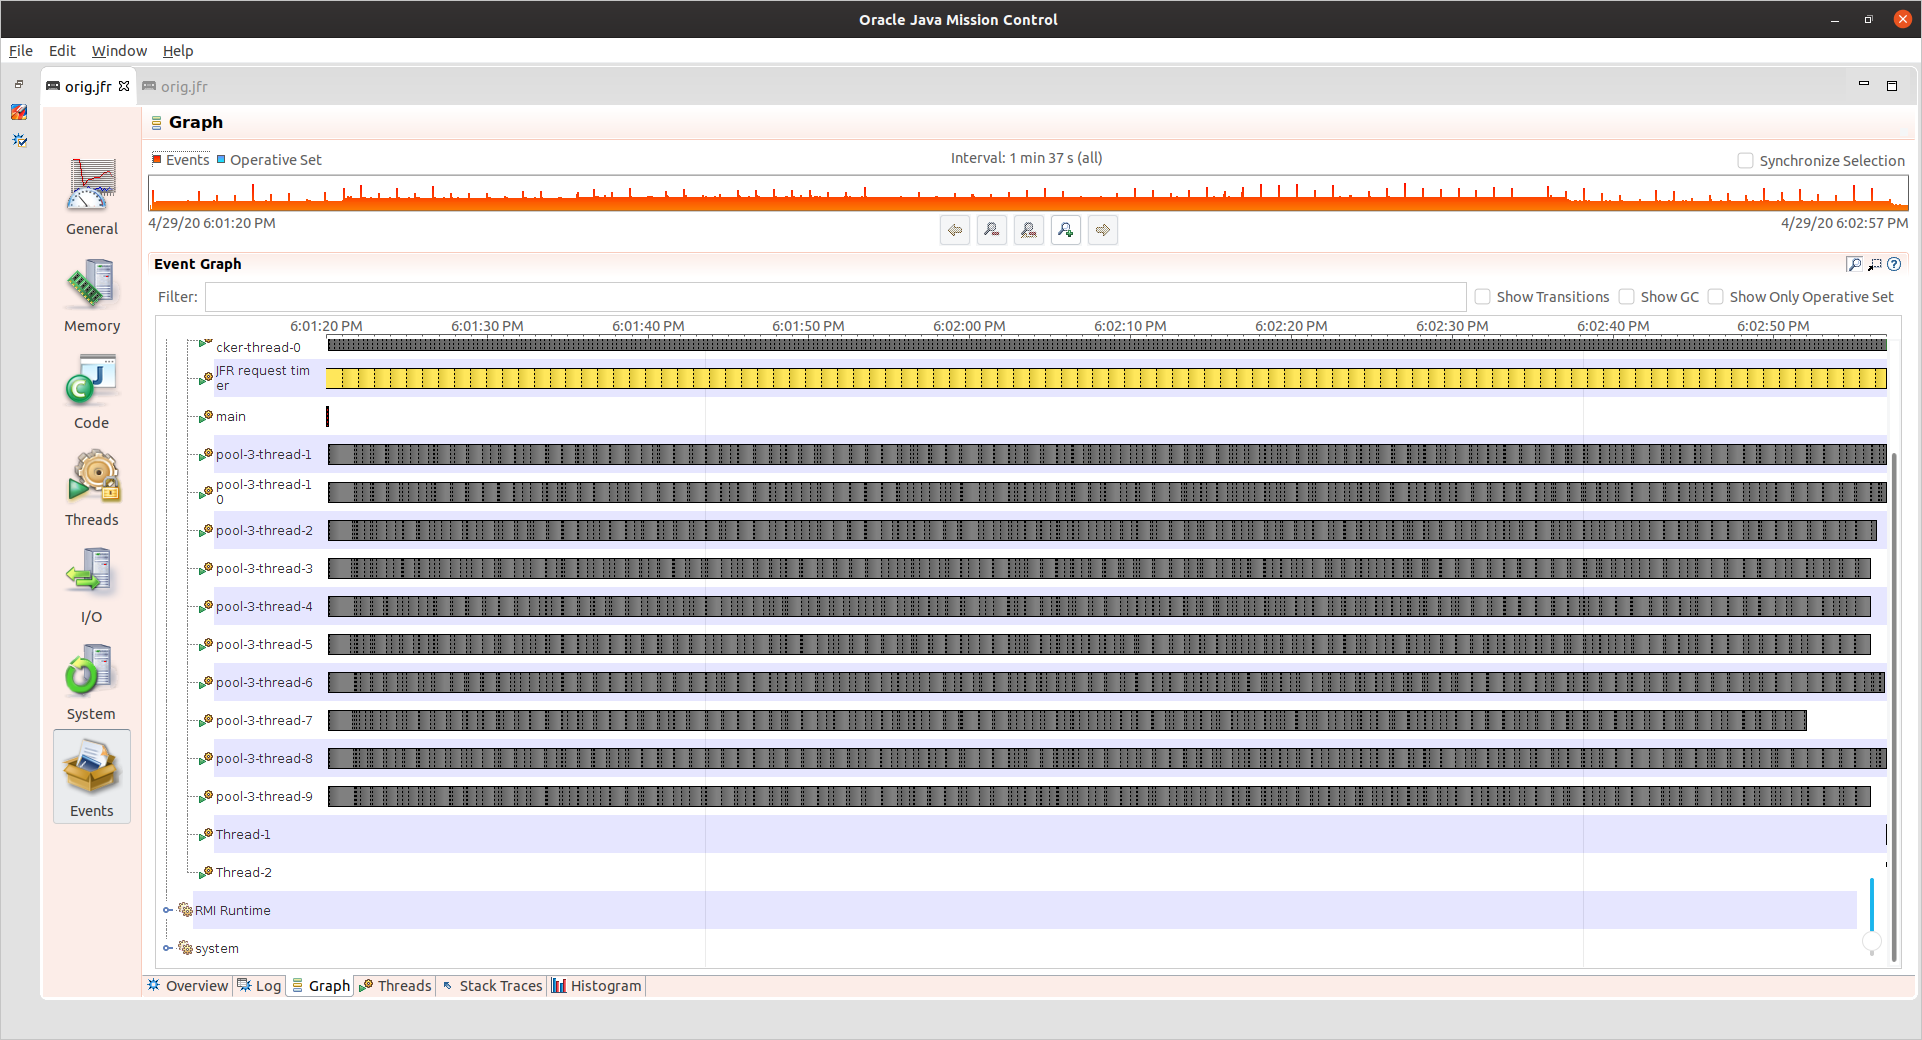 Oracle Java Mission Control
File Edit Window Help
orig.jfr orig.jfr
Graph
Events Operative Set Interval: 1 min 37 s (all) Synchronize Selection
4/29/20 6:01:20 PM 4/29/20 6:02:57 PM
General
Memory
Code
Threads
I/O
System
Events
Event Graph
Filter: Show Transitions Show GC Show Only Operative Set
6:01:20 PM 6:01:30 PM 6:01:40 PM 6:01:50 PM 6:02:00 PM 6:02:10 PM 6:02:20 PM 6:02:30 PM 6:02:40 PM 6:02:50 PM
cker-thread-0
JFR request tim
er
main
pool-3-thread-1
pool-3-thread-1
0
pool-3-thread-2
pool-3-thread-3
pool-3-thread-4
pool-3-thread-5
pool-3-thread-6
pool-3-thread-7
pool-3-thread-8
pool-3-thread-9
Thread-1
Thread-2
RMI Runtime
system
Overview Log Graph Threads Stack Traces Histogram